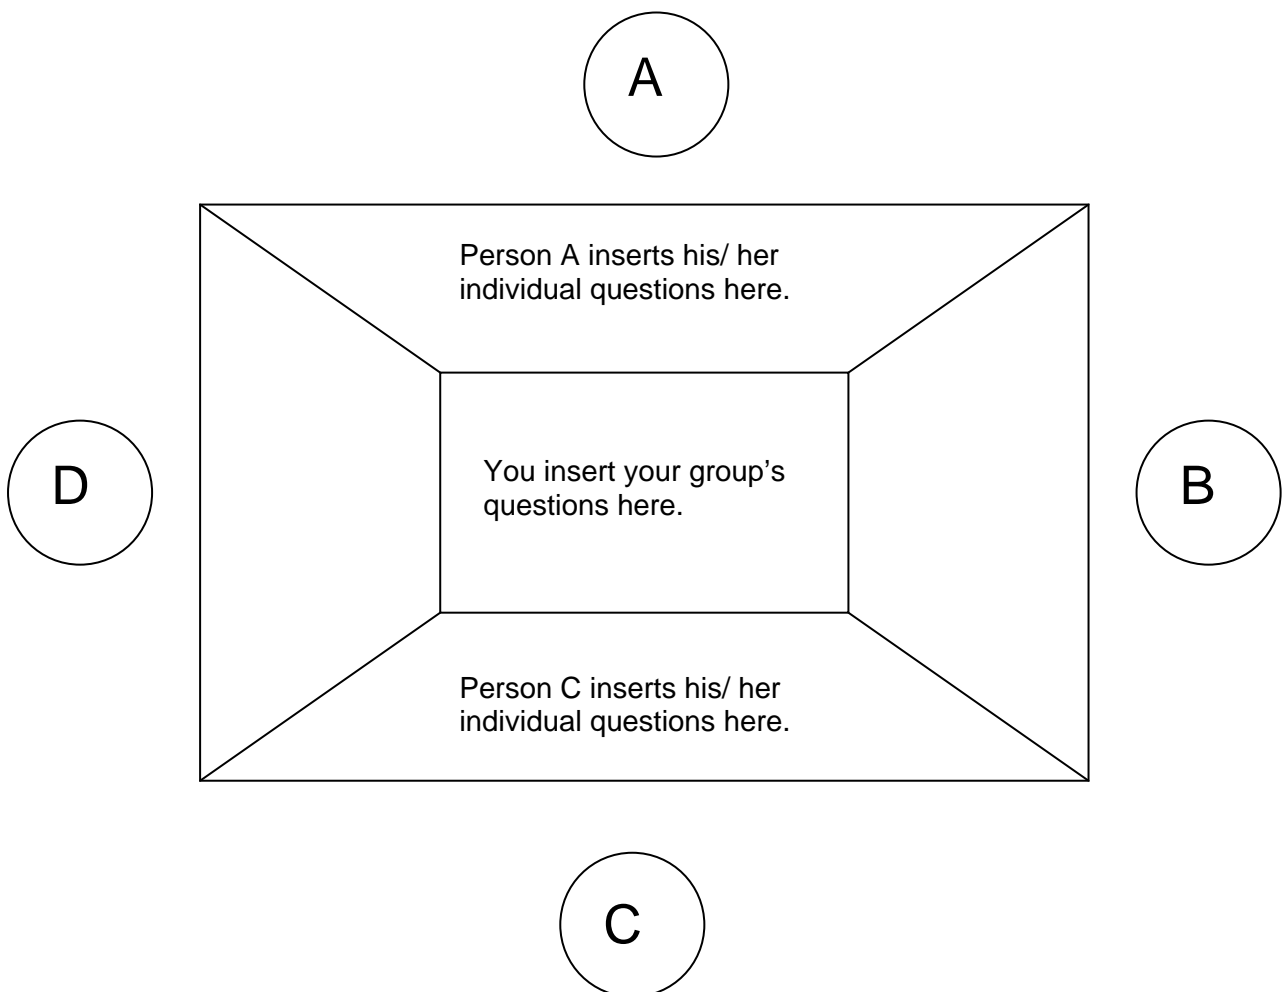 A
Person A inserts his/ her
individual questions here.
D
You insert your group’s
questions here.
B
Person C inserts his/ her
individual questions here.
C